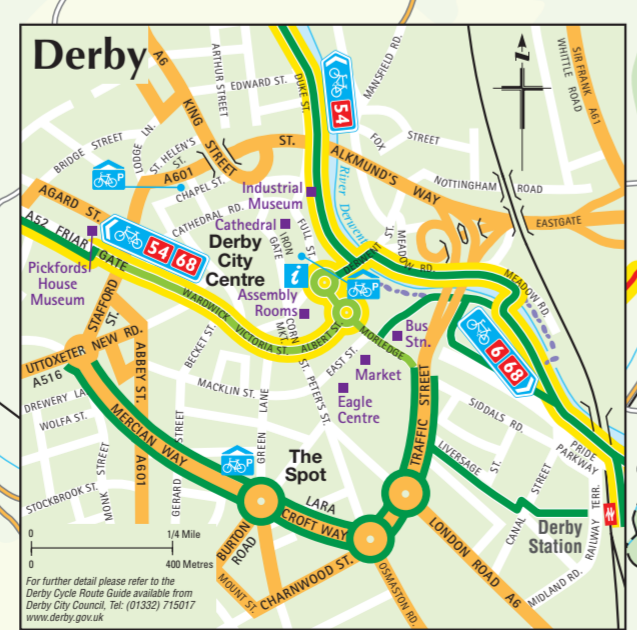 Derby
A6
KING
STREET
ARTHUR STREET
EDWARD ST.
DUKE ST.
54
MANSFIELD RD.
FOX
STREET
SIR FRANK
WHITTLE ROAD
A61
BRIDGE STREET
LODGE LN.
ST. HELEN'S
ST.
A601
CHAPEL ST.
ST.
ALKMUND'S
WAY
NOTTINGHAM
ROAD
EASTGATE
P
AGARD ST.
A52 FRIAR
GATE
54 68
CATHEDRAL RD.
Industrial
Museum
River Derwent
Cathedral
IRON
GATE
FULL ST.
Derby
City
Centre
i
P
DERWENT
ST.
MEADOW
RD.
MEADOW RD.
Pickfords
House
Museum
STAFFORD
ST.
WARDWICK
VICTORIA ST.
ALBERT ST.
Assembly
Rooms
CORN
MKT.
MORLEDGE
Bus
Stn.
6 68
UTTOXETER NEW RD.
A516
ABBEY ST.
BECKET ST.
EAST ST.
Market
Eagle
Centre
ST. PETER'S ST.
TRAFFIC STREET
DREWERY LA
WOLFA ST.
MACKLIN ST.
GREEN
LANE
SIDDALS RD.
PRIDE
PARKWAY
MERCIAN WAY
P
The
Spot
LIVERSAGE
ST.
STOCKBROOK ST.
MONK
STREET
A601
GERARD
STREET
LARA
CROFT WAY
CANAL
STREET
Derby
Station
RAILWAY TERR.
BURTON
ROAD
MOUNT ST.
CHARNWOOD ST.
OSMASTON RD.
LONDON ROAD A6
MIDLAND RD.
0 1/4 Mile
0 400 Metres
For further detail please refer to the
Derby Cycle Route Guide available from
Derby City Council, Tel: (01332) 715017
www.derby.gov.uk